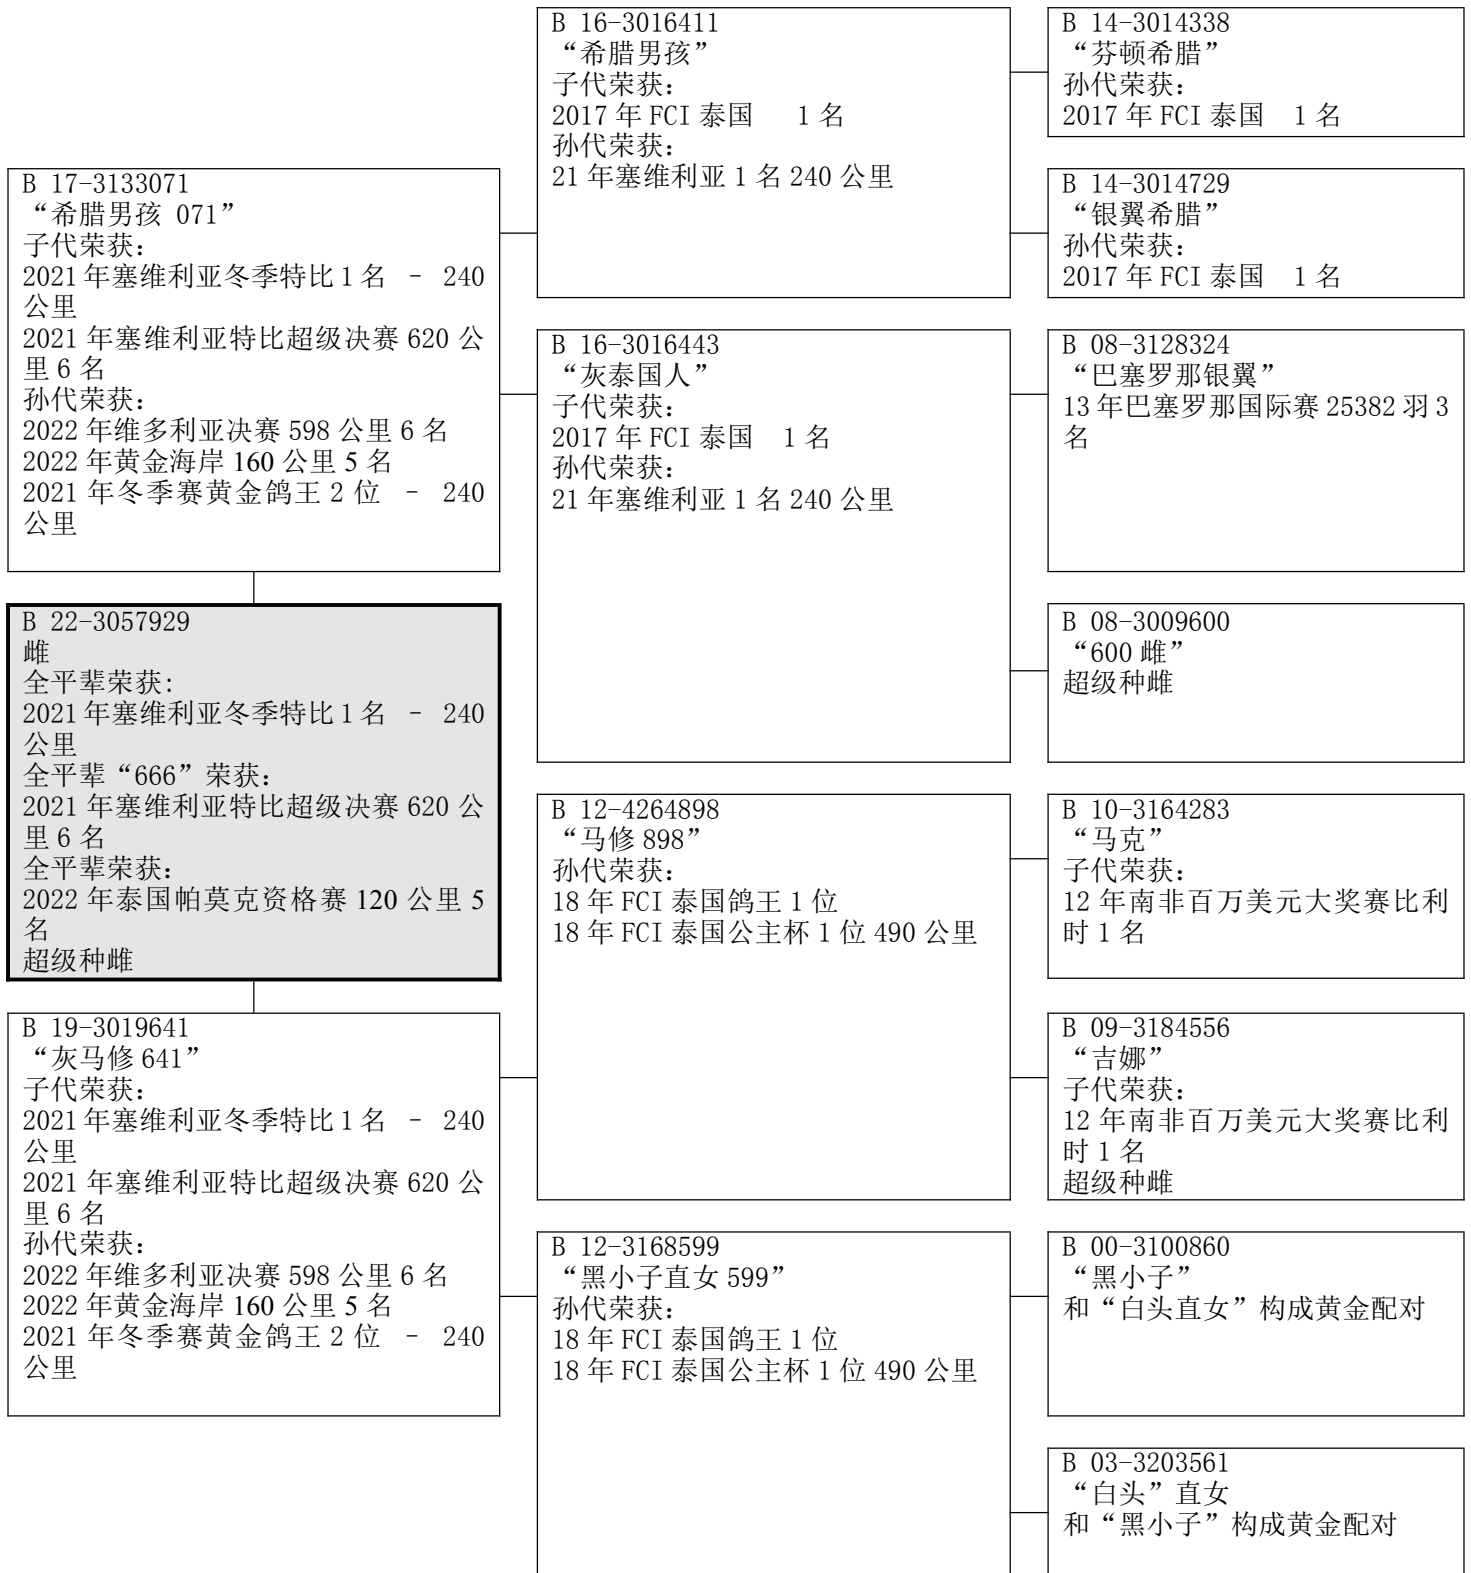 B 17-3133071
“希腊男孩 071”
子代荣获：
2021 年塞维利亚冬季特比 1 名 – 240
公里
2021 年塞维利亚特比超级决赛 620 公
里 6 名
孙代荣获：
2022 年维多利亚决赛 598 公里 6 名
2022 年黄金海岸 160 公里 5 名
2021 年冬季赛黄金鸽王 2 位 – 240
公里
B 22-3057929
雌
全平辈荣获:
2021 年塞维利亚冬季特比 1 名 – 240
公里
全平辈“666”荣获：
2021 年塞维利亚特比超级决赛 620 公
里 6 名
全平辈荣获：
2022 年泰国帕莫克资格赛 120 公里 5
名
超级种雌
B 19-3019641
“灰马修 641”
子代荣获：
2021 年塞维利亚冬季特比 1 名 – 240
公里
2021 年塞维利亚特比超级决赛 620 公
里 6 名
孙代荣获：
2022 年维多利亚决赛 598 公里 6 名
2022 年黄金海岸 160 公里 5 名
2021 年冬季赛黄金鸽王 2 位 – 240
公里
B 16-3016411
“希腊男孩”
子代荣获：
2017 年 FCI 泰国 1 名
孙代荣获：
21 年塞维利亚 1 名 240 公里
B 16-3016443
“灰泰国人”
子代荣获：
2017 年 FCI 泰国 1 名
孙代荣获：
21 年塞维利亚 1 名 240 公里
B 12-4264898
“马修 898”
孙代荣获：
18 年 FCI 泰国鸽王 1 位
18 年 FCI 泰国公主杯 1 位 490 公里
B 12-3168599
“黑小子直女 599”
孙代荣获：
18 年 FCI 泰国鸽王 1 位
18 年 FCI 泰国公主杯 1 位 490 公里
B 14-3014338
“芬顿希腊”
孙代荣获：
2017 年 FCI 泰国 1 名
B 14-3014729
“银翼希腊”
孙代荣获：
2017 年 FCI 泰国 1 名
B 08-3128324
“巴塞罗那银翼”
13 年巴塞罗那国际赛 25382 羽 3
名
B 08-3009600
“600 雌”
超级种雌
B 10-3164283
“马克”
子代荣获：
12 年南非百万美元大奖赛比利
时 1 名
B 09-3184556
“吉娜”
子代荣获：
12 年南非百万美元大奖赛比利
时 1 名
超级种雌
B 00-3100860
“黑小子”
和“白头直女”构成黄金配对
B 03-3203561
“白头”直女
和“黑小子”构成黄金配对